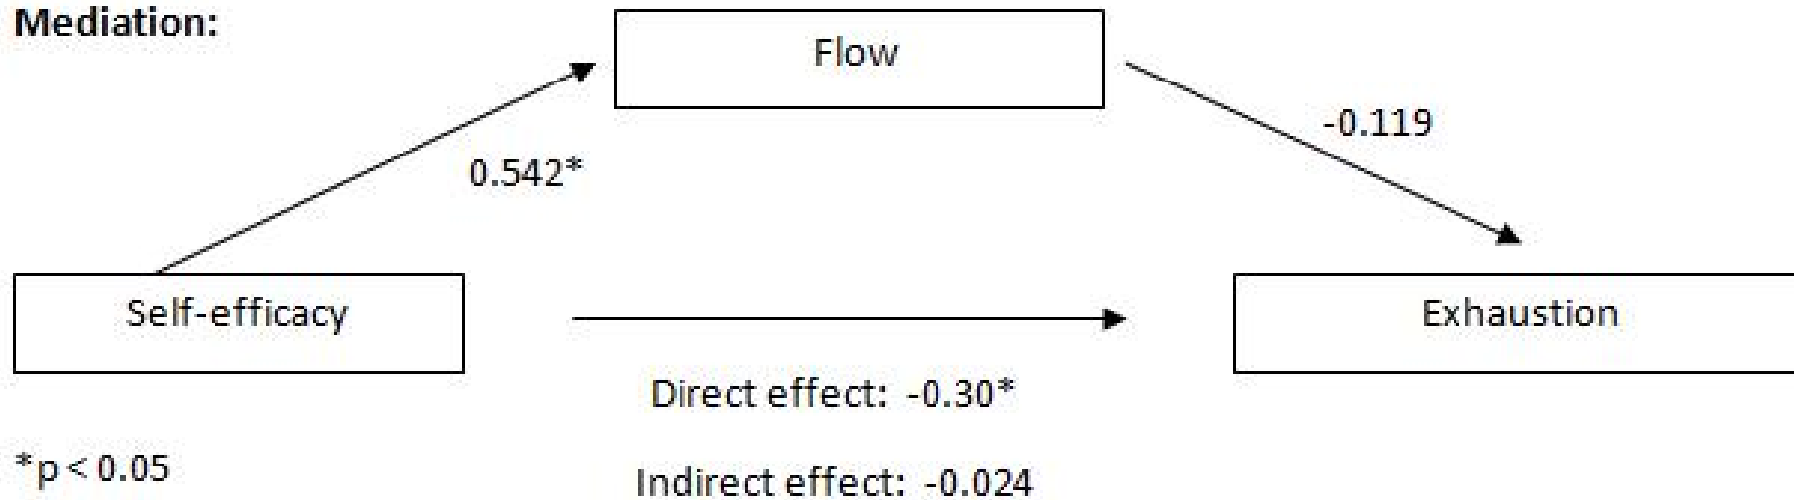 Mediation:
Flow
-0.119
0.542*
Self-efficacy
Exhaustion
Direct effect: -0.30*
*p < 0.05
Indirect effect: -0.024